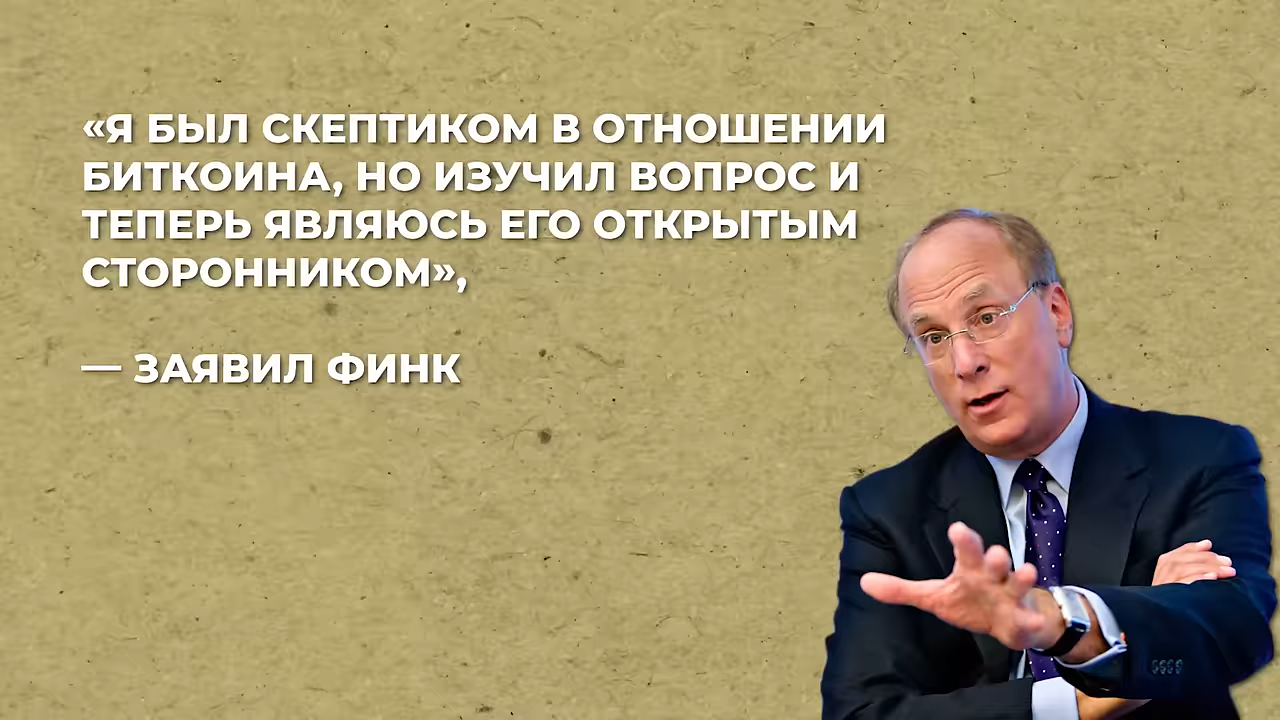 «Я БЫЛ СКЕПТИКОМ В ОТНОШЕНИИ
БИТКОИНА, НО ИЗУЧИЛ ВОПРОС И
ТЕПЕРЬ ЯВЛЯЮСЬ ЕГО ОТКРЫТЫМ
СТОРОННИКОМ»,
— ЗАЯВИЛ ФИНК